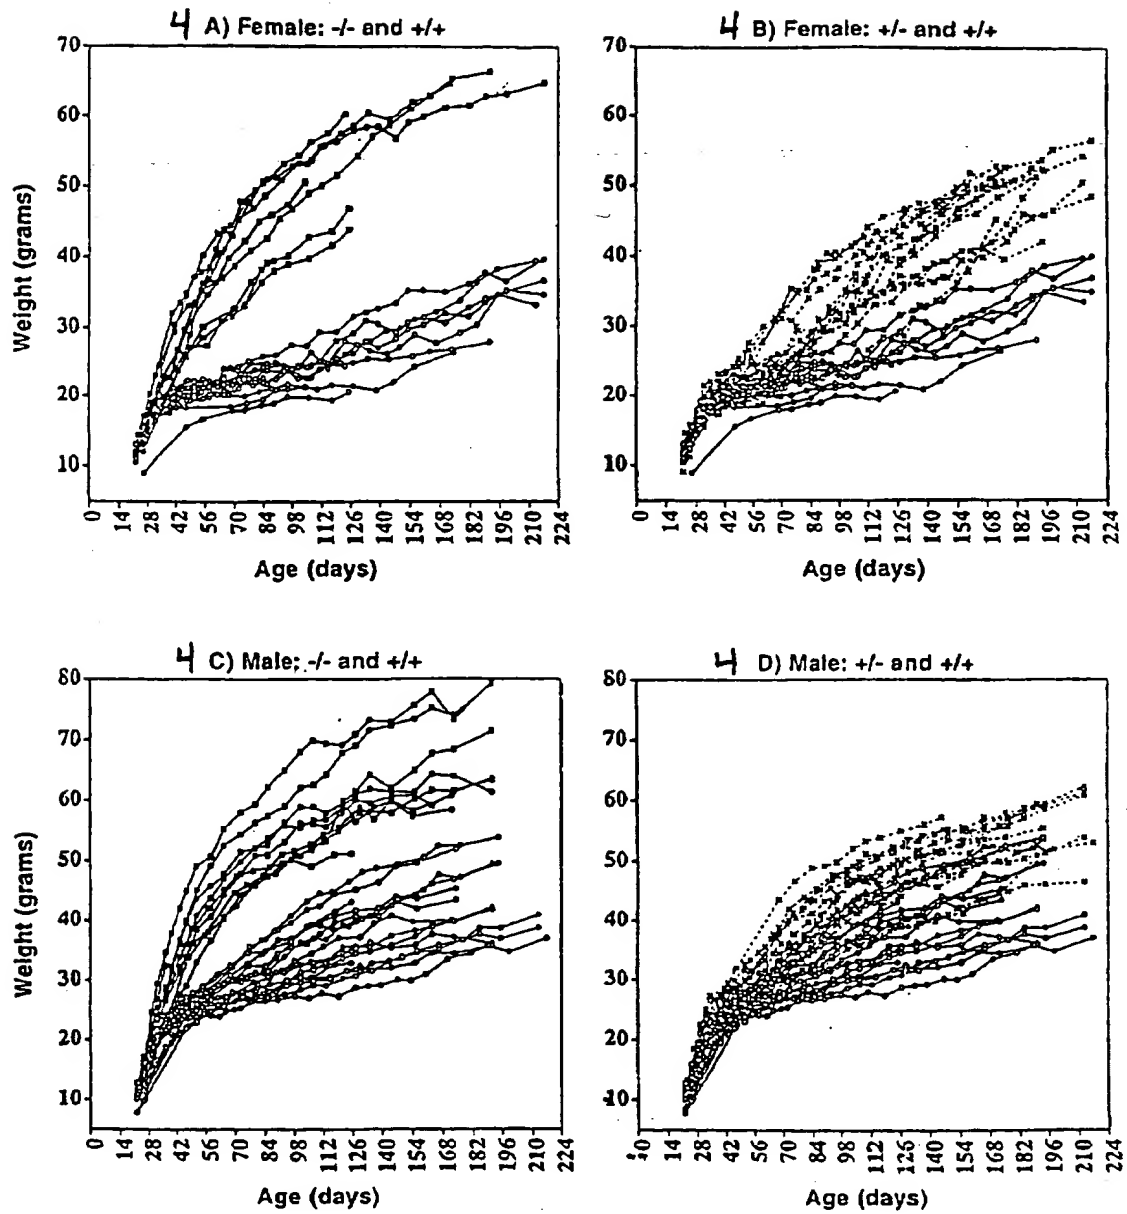 4 A) Female: -/- and +/+
4 B) Female: +/- and +/+
70
60
50
40
30
20
10
Weight (grams)
0 14 28 42 56 70 84 98 112 126 140 154 168 182 196 210 224
Age (days)
70
60
50
40
30
20
10
0 14 28 42 56 70 84 98 112 126 140 154 168 182 196 210 224
Age (days)
4 C) Male: -/- and +/+
4 D) Male: +/- and +/+
80
70
60
50
40
30
20
10
Weight (grams)
0 14 28 42 56 70 84 98 112 126 140 154 168 182 196 210 224
Age (days)
80
70
60
50
40
30
20
10
0 14 28 42 56 70 84 98 112 126 140 154 168 182 196 210 224
Age (days)